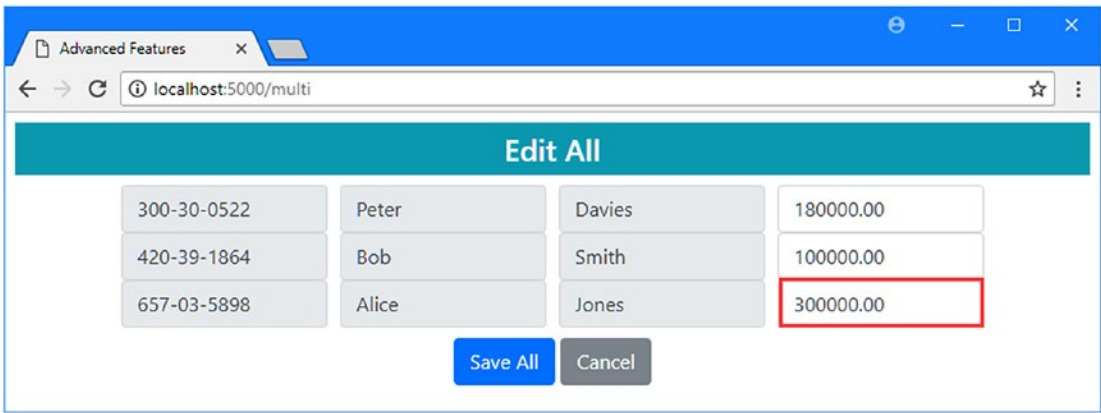 Advanced Features
localhost:5000/multi
Edit All
300-30-0522 Peter Davies 180000.00
420-39-1864 Bob Smith 100000.00
657-03-5898 Alice Jones 300000.00
Save All Cancel